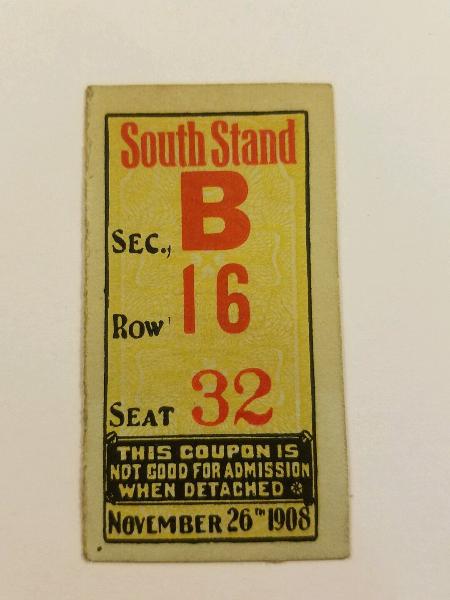 South Stand
B
SEC.,
16
ROW
SEAT 32
THIS COUPON IS
NOT GOOD FOR ADMISSION
WHEN DETACHED
NOVEMBER 26TH 1908